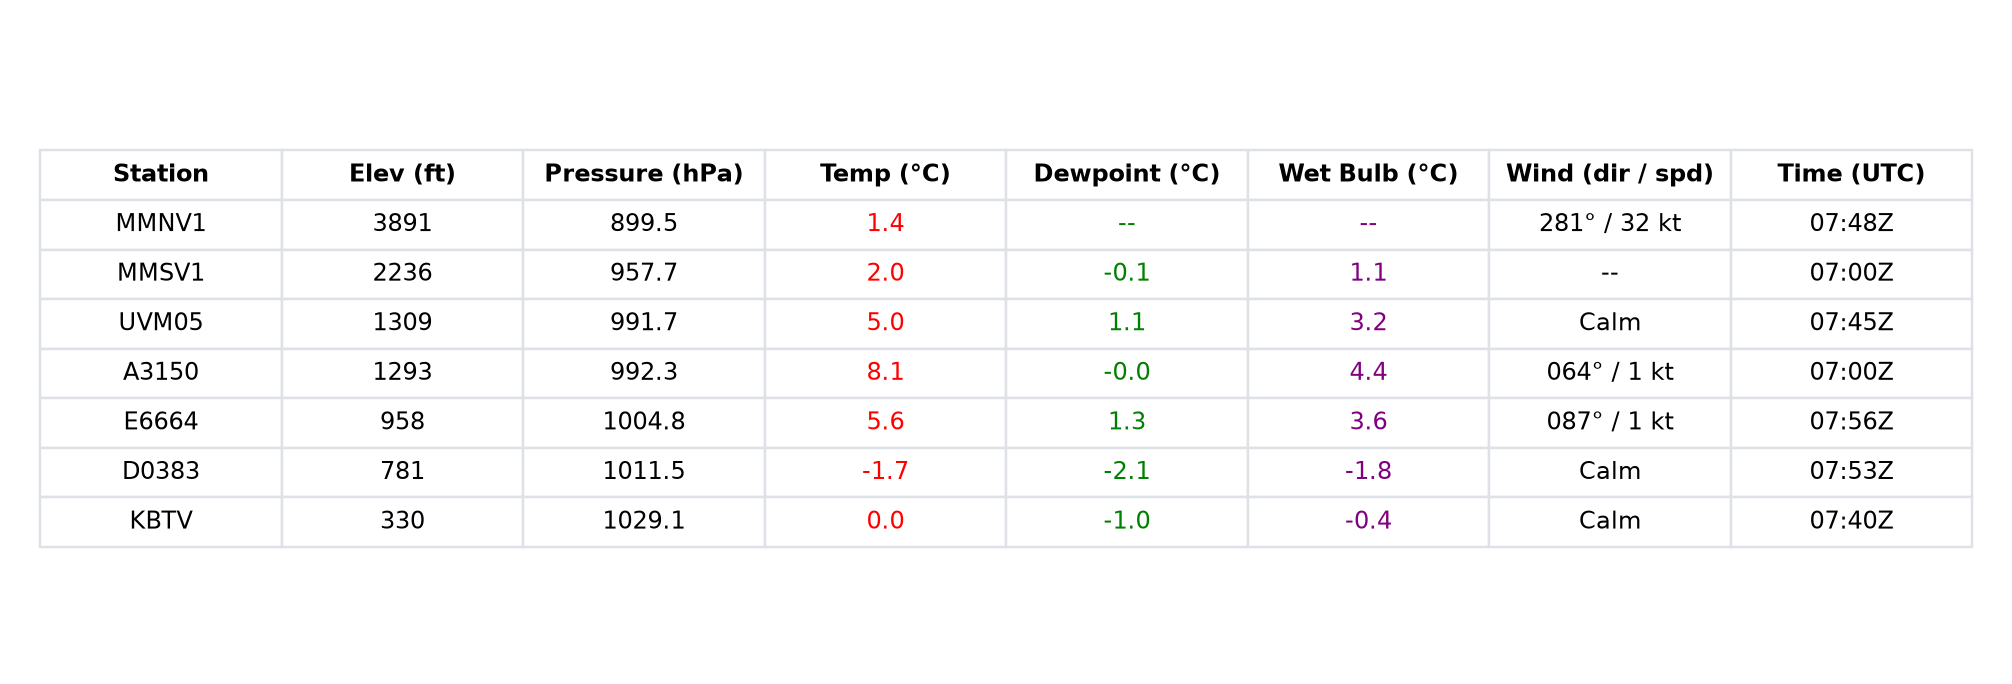 Station Elev (ft) Pressure (hPa) Temp (°C) Dewpoint (°C) Wet Bulb (°C) Wind (dir / spd) Time (UTC)
MMNV1 3891 899.5 1.4 -- -- 281° / 32 kt 07:48Z
MMSV1 2236 957.7 2.0 -0.1 1.1 -- 07:00Z
UVM05 1309 991.7 5.0 1.1 3.2 Calm 07:45Z
A3150 1293 992.3 8.1 -0.0 4.4 064° / 1 kt 07:00Z
E6664 958 1004.8 5.6 1.3 3.6 087° / 1 kt 07:56Z
D0383 781 1011.5 -1.7 -2.1 -1.8 Calm 07:53Z
KBTV 330 1029.1 0.0 -1.0 -0.4 Calm 07:40Z